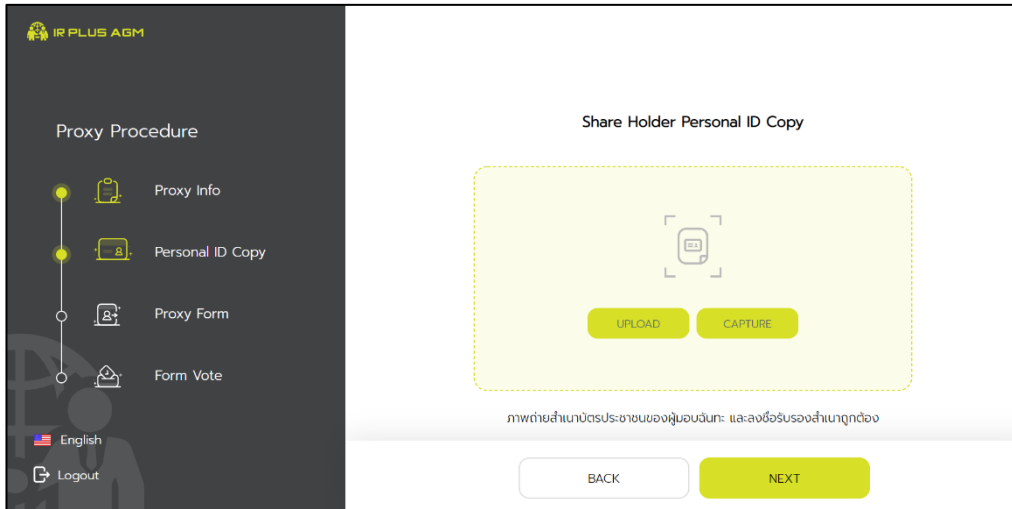 IR PLUS AGM
Proxy Procedure
Proxy Info
Personal ID Copy
Proxy Form
Form Vote
English
Logout
Share Holder Personal ID Copy
UPLOAD
CAPTURE
ภาพถ่ายสำเนาบัตรประชาชนของผู้มอบฉันทะ และลงชื่อรับรองสำเนาถูกต้อง
BACK
NEXT